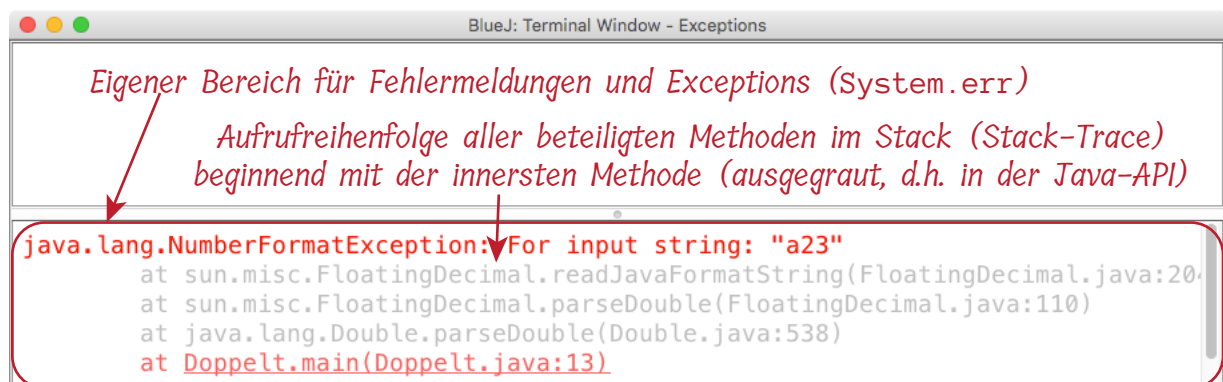 BlueJ: Terminal Window - Exceptions
Eigener Bereich für Fehlermeldungen und Exceptions (System.err)
Aufrufreihenfolge aller beteiligten Methoden im Stack (Stack-Trace)
beginnend mit der innersten Methode (ausgegraut, d.h. in der Java-API)
java.lang.NumberFormatException: For input string: "a23"
at sun.misc.FloatingDecimal.readJavaFormatString(FloatingDecimal.java:204
at sun.misc.FloatingDecimal.parseDouble(FloatingDecimal.java:110)
at java.lang.Double.parseDouble(Double.java:538)
at Doppelt.main(Doppelt.java:13)